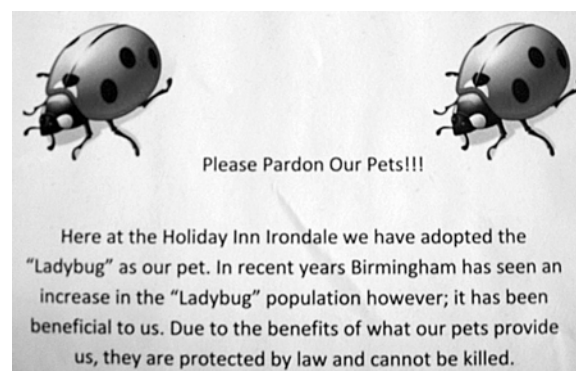 Please Pardon Our Pets!!!
Here at the Holiday Inn Irondale we have adopted the
“Ladybug” as our pet. In recent years Birmingham has seen an
increase in the “Ladybug” population however; it has been
beneficial to us. Due to the benefits of what our pets provide
us, they are protected by law and cannot be killed.